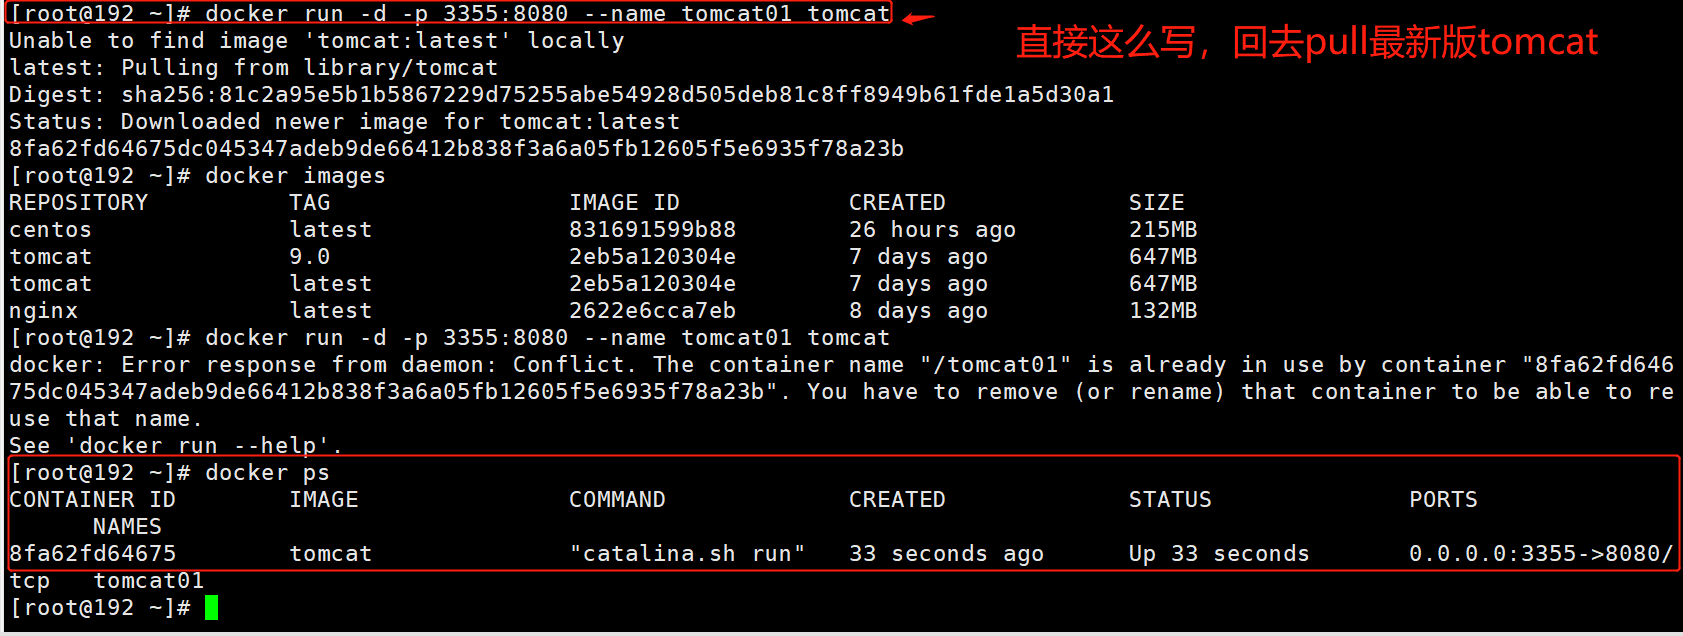 [root@192 ~]# docker run -d -p 3355:8080 --name tomcat01 tomcat
直接这么写，回去pull最新版tomcat
Unable to find image 'tomcat:latest' locally
latest: Pulling from library/tomcat
Digest: sha256:81c2a95e5b1b5867229d75255abe54928d505deb81c8ff8949b61fde1a5d30a1
Status: Downloaded newer image for tomcat:latest
8fa62fd64675dc045347adeb9de66412b838f3a6a05fb12605f5e6935f78a23b
[root@192 ~]# docker images
REPOSITORY TAG IMAGE ID CREATED SIZE
centos latest 831691599b88 26 hours ago 215MB
tomcat 9.0 2eb5a120304e 7 days ago 647MB
tomcat latest 2eb5a120304e 7 days ago 647MB
nginx latest 2622e6cca7eb 8 days ago 132MB
[root@192 ~]# docker run -d -p 3355:8080 --name tomcat01 tomcat
docker: Error response from daemon: Conflict. The container name "/tomcat01" is already in use by container "8fa62fd646
75dc045347adeb9de66412b838f3a6a05fb12605f5e6935f78a23b". You have to remove (or rename) that container to be able to re
use that name.
See 'docker run --help'.
[root@192 ~]# docker ps
CONTAINER ID IMAGE COMMAND CREATED STATUS PORTS
NAMES
8fa62fd64675 tomcat "catalina.sh run" 33 seconds ago Up 33 seconds 0.0.0.0:3355->8080/
tcp tomcat01
[root@192 ~]#